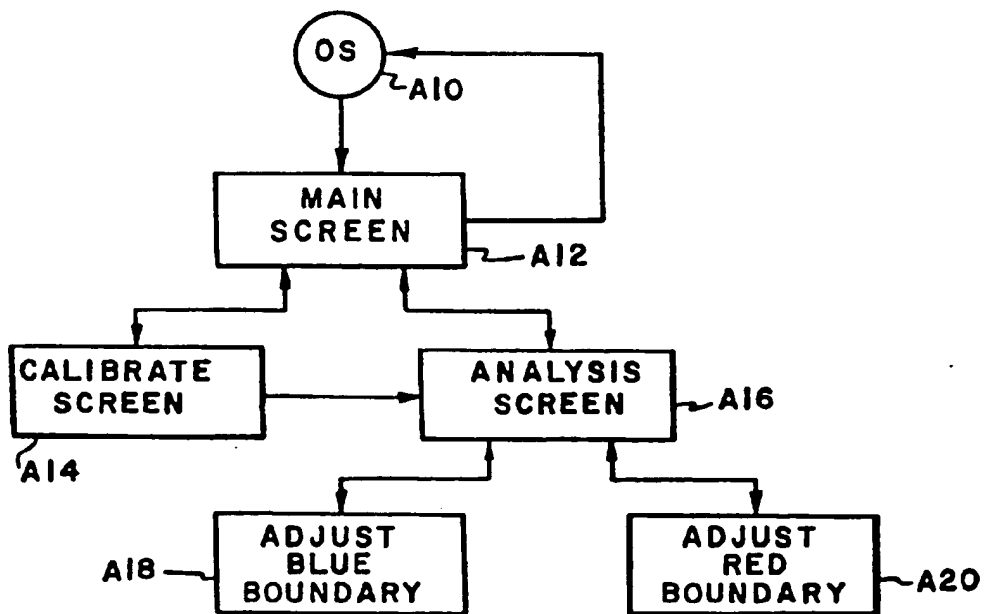 OS
A10
MAIN
SCREEN
A12
CALIBRATE
SCREEN
A14
ANALYSIS
SCREEN
A16
ADJUST
BLUE
BOUNDARY
A18
ADJUST
RED
BOUNDARY
A20